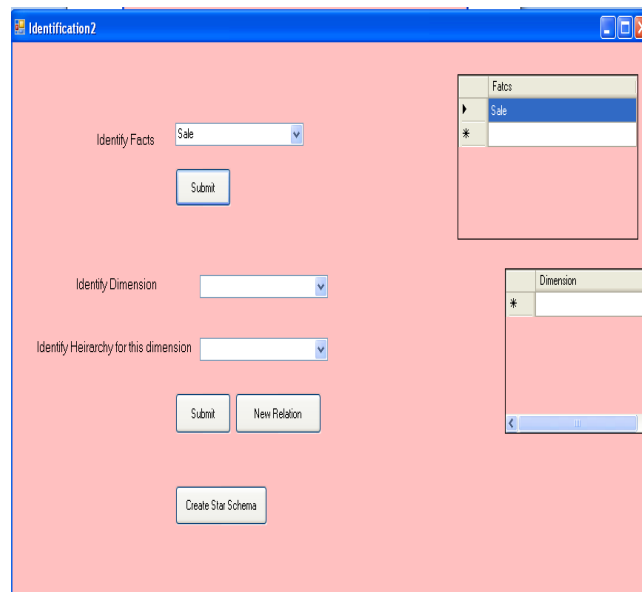 Identification2
Fatcs
Sale
Identify Facts
Sale
Submit
Identify Dimension
Dimension
Identify Heirarchy for this dimension
Submit
New Relation
Create Star Schema